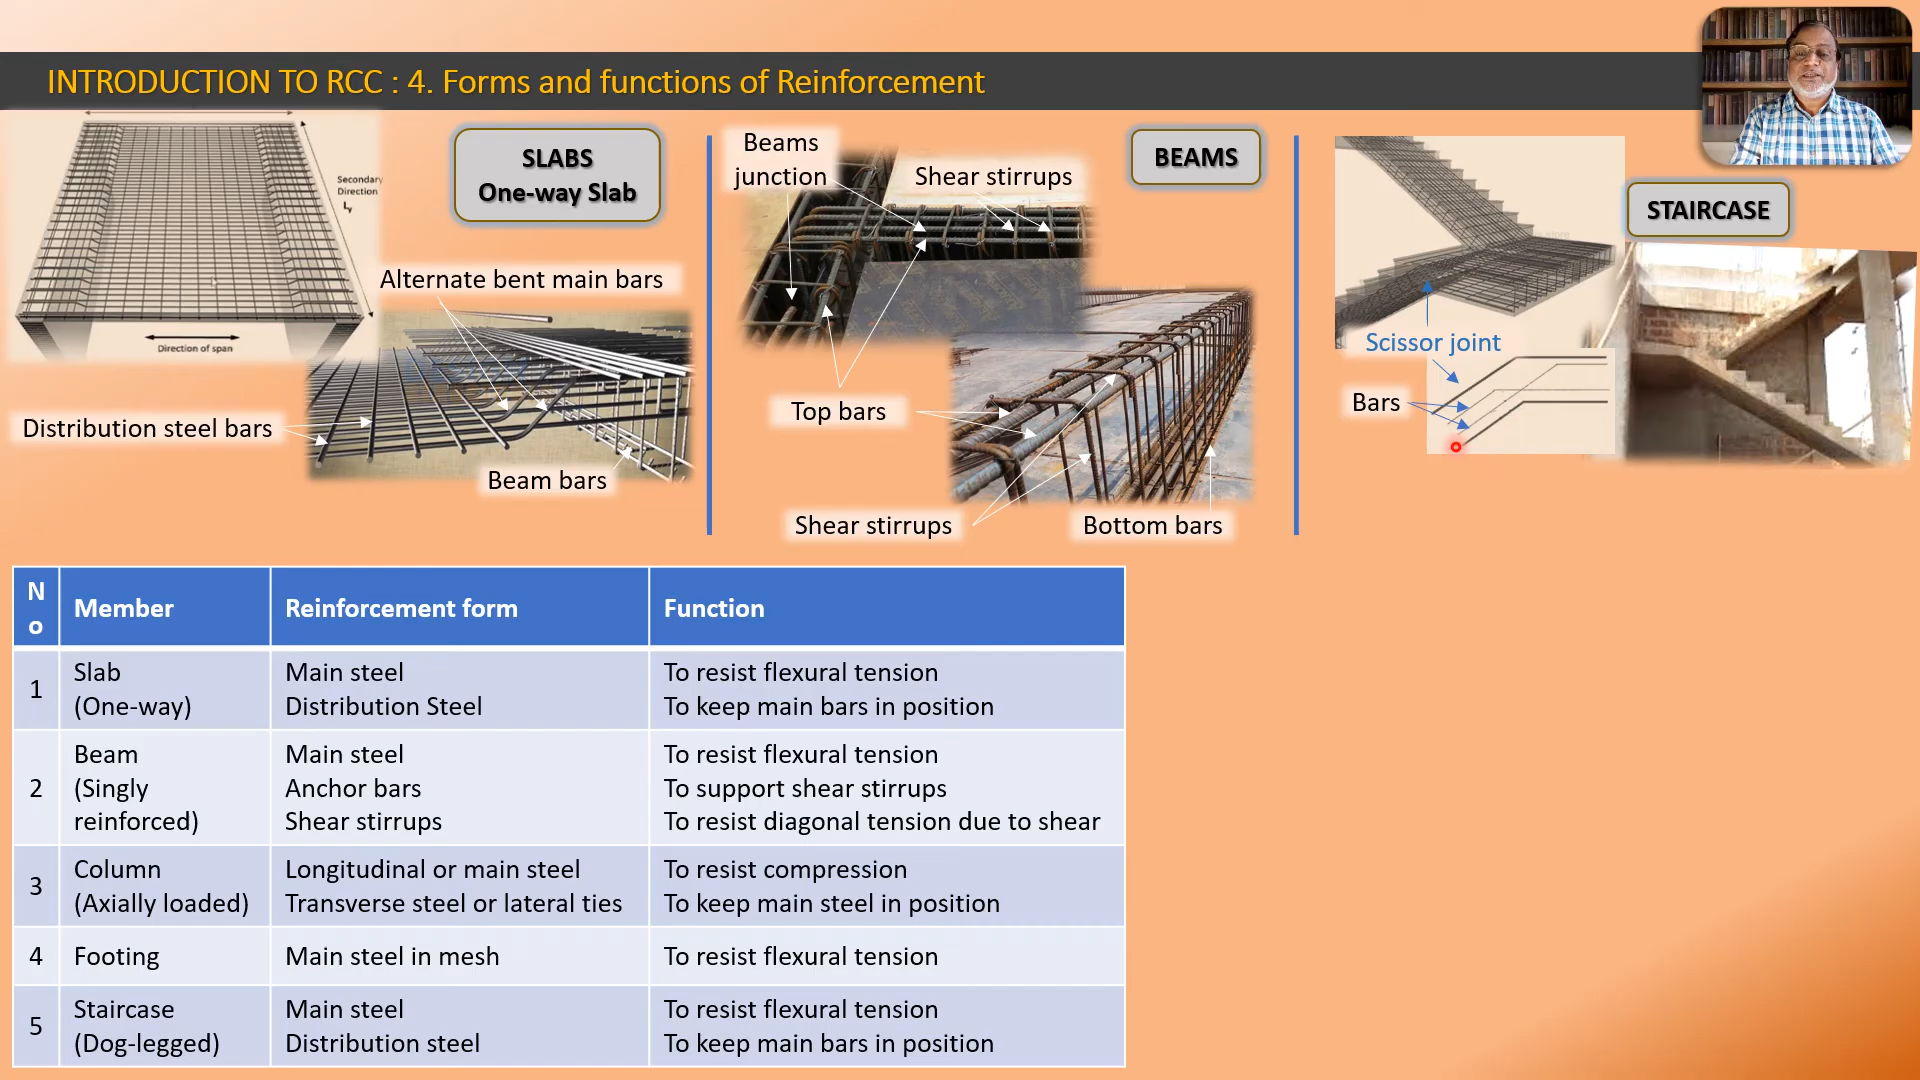 INTRODUCTION TO RCC : 4. Forms and functions of Reinforcement
SLABS
One-way Slab
Secondary
Direction
Ly
Direction of span
Alternate bent main bars
Distribution steel bars
Beam bars
BEAMS
Beams
junction
Shear stirrups
Top bars
Shear stirrups
Bottom bars
STAIRCASE
Scissor joint
Bars
N
o
Member
Reinforcement form
Function
1
Slab
(One-way)
Main steel
Distribution Steel
To resist flexural tension
To keep main bars in position
2
Beam
(Singly
reinforced)
Main steel
Anchor bars
Shear stirrups
To resist flexural tension
To support shear stirrups
To resist diagonal tension due to shear
3
Column
(Axially loaded)
Longitudinal or main steel
Transverse steel or lateral ties
To resist compression
To keep main steel in position
4
Footing
Main steel in mesh
To resist flexural tension
5
Staircase
(Dog-legged)
Main steel
Distribution steel
To resist flexural tension
To keep main bars in position